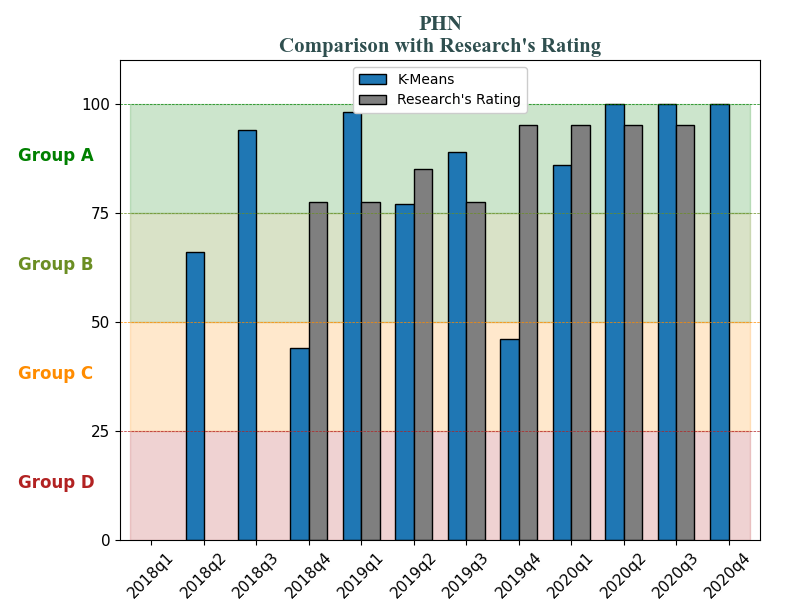 PHN
Comparison with Research's Rating
K-Means
Research's Rating
100
Group A
75
Group B
50
Group C
25
Group D
0
2018q1
2018q2
2018q3
2018q4
2019q1
2019q2
2019q3
2019q4
2020q1
2020q2
2020q3
2020q4